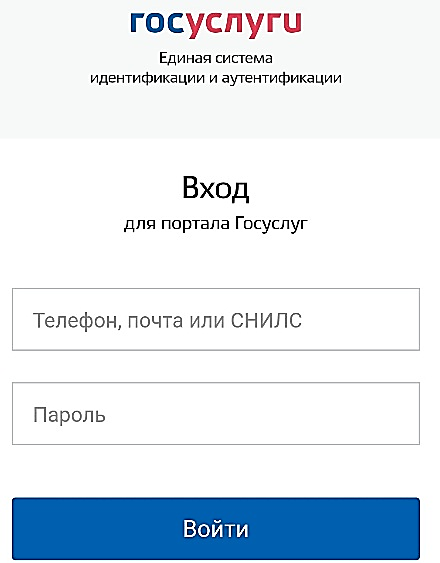 госуслуги
Единая система
идентификации и аутентификации
Вход
для портала Госуслуг
Телефон, почта или СНИЛС
Пароль
Войти